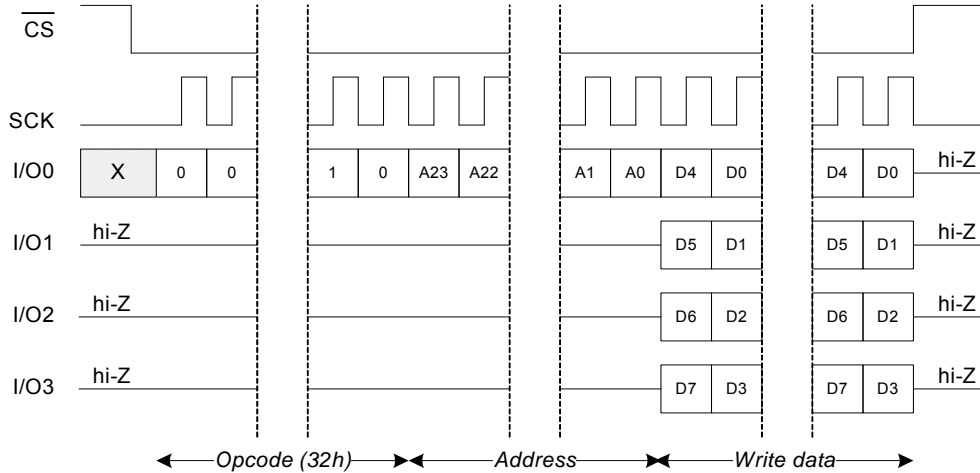 CS
SCK
I/O0 X 0 0 1 0 A23 A22 A1 A0 D4 D0 D4 D0 hi-Z
I/O1 hi-Z D5 D1 D5 D1 hi-Z
I/O2 hi-Z D6 D2 D6 D2 hi-Z
I/O3 hi-Z D7 D3 D7 D3 hi-Z
Opcode (32h) Address Write data